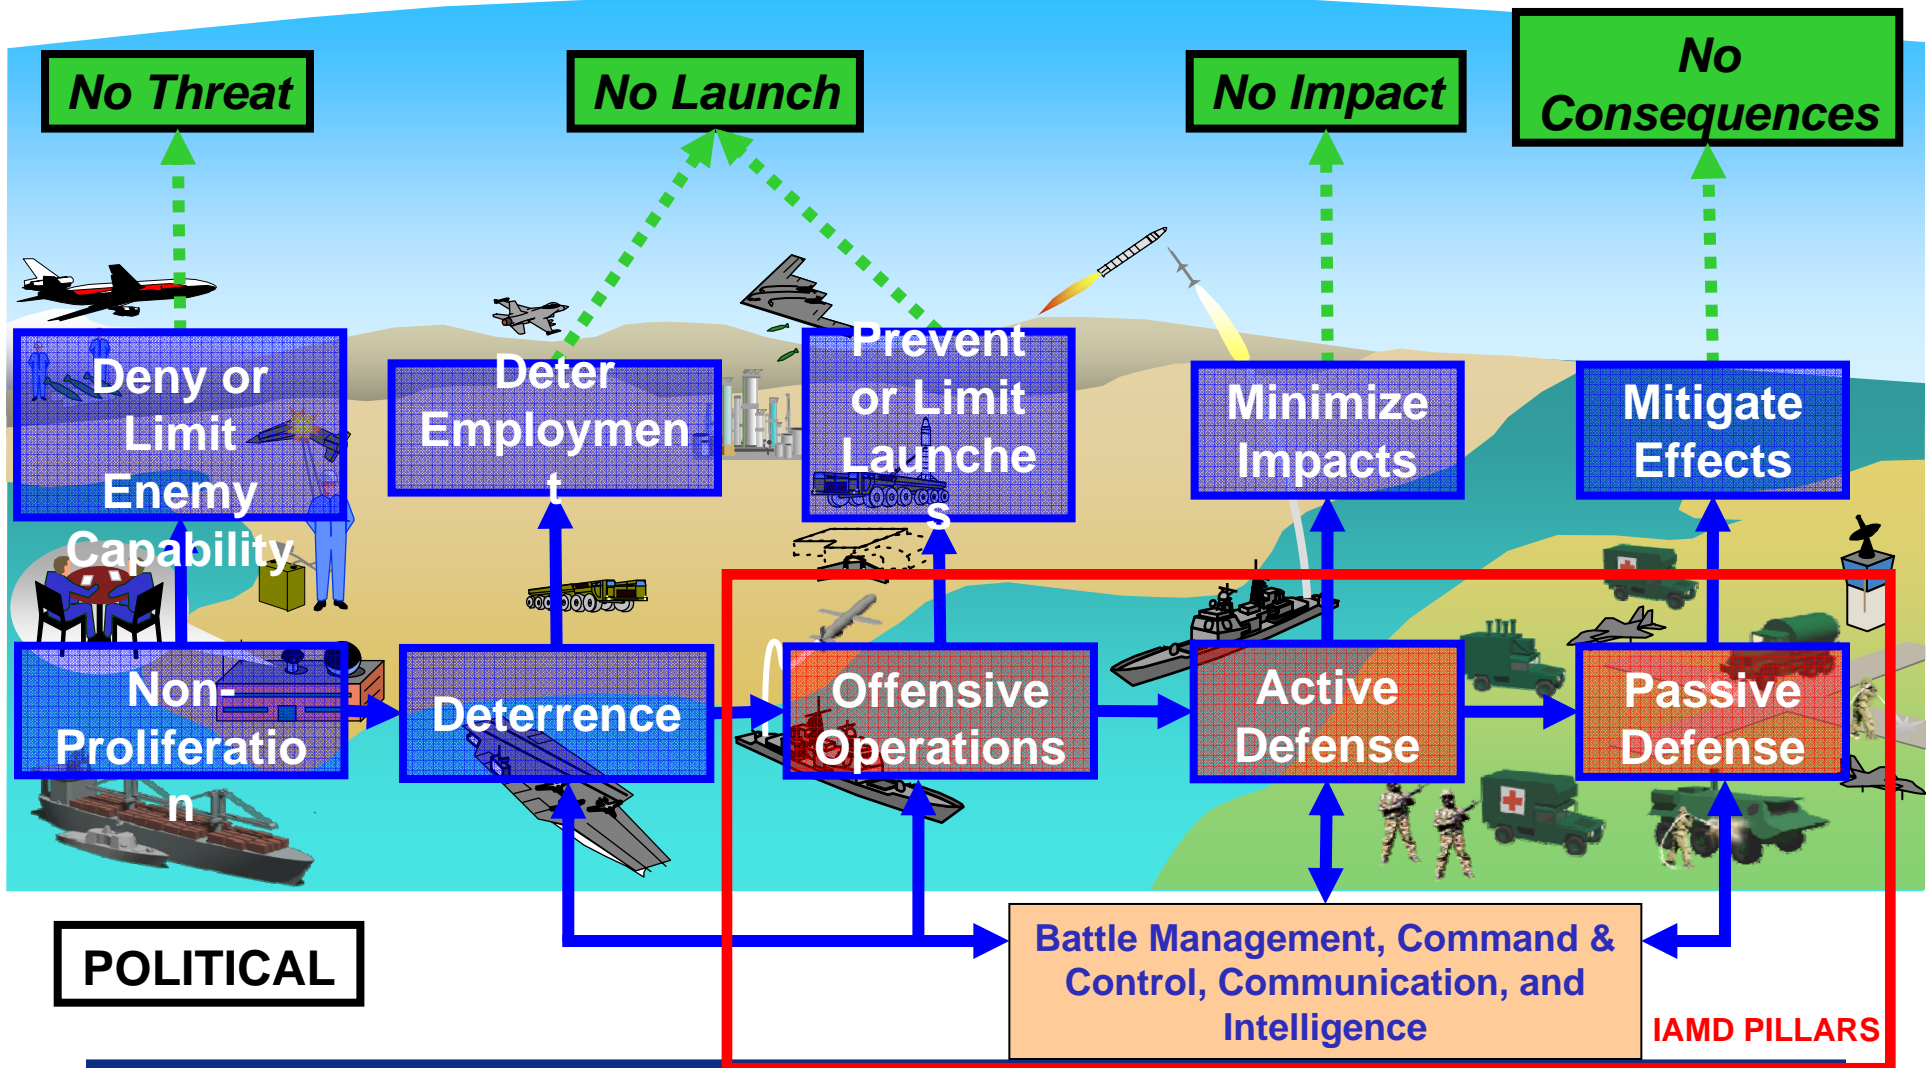 No Threat
No Launch
No Impact
No
Consequences
Deny or
Limit
Enemy
Capability
Deter
Employmen
t
Prevent
or Limit
Launche
s
Minimize
Impacts
Mitigate
Effects
Non-
Proliferatio
n
Deterrence
Offensive
Operations
Active
Defense
Passive
Defense
POLITICAL
Battle Management, Command &
Control, Communication, and
Intelligence
IAMD PILLARS